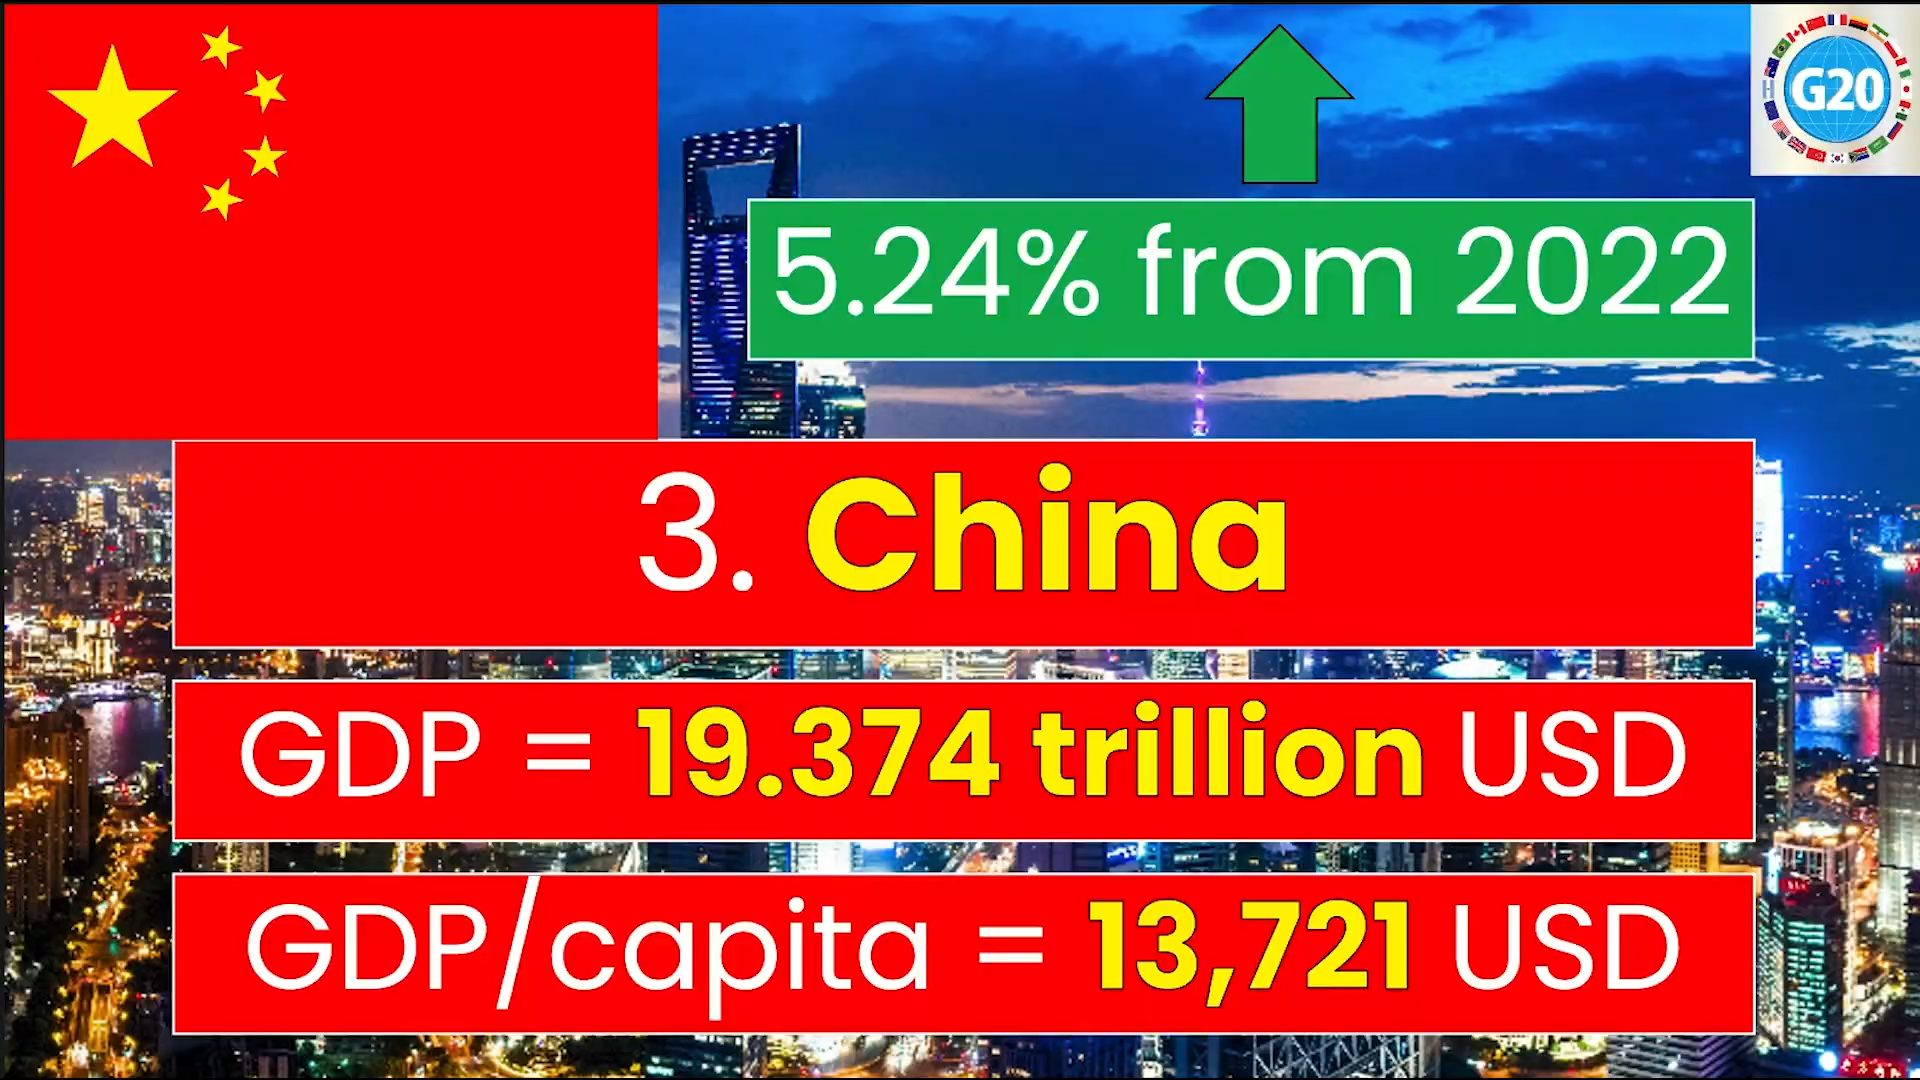 G20
5.24% from 2022
3. China
GDP = 19.374 trillion USD
GDP/capita = 13,721 USD